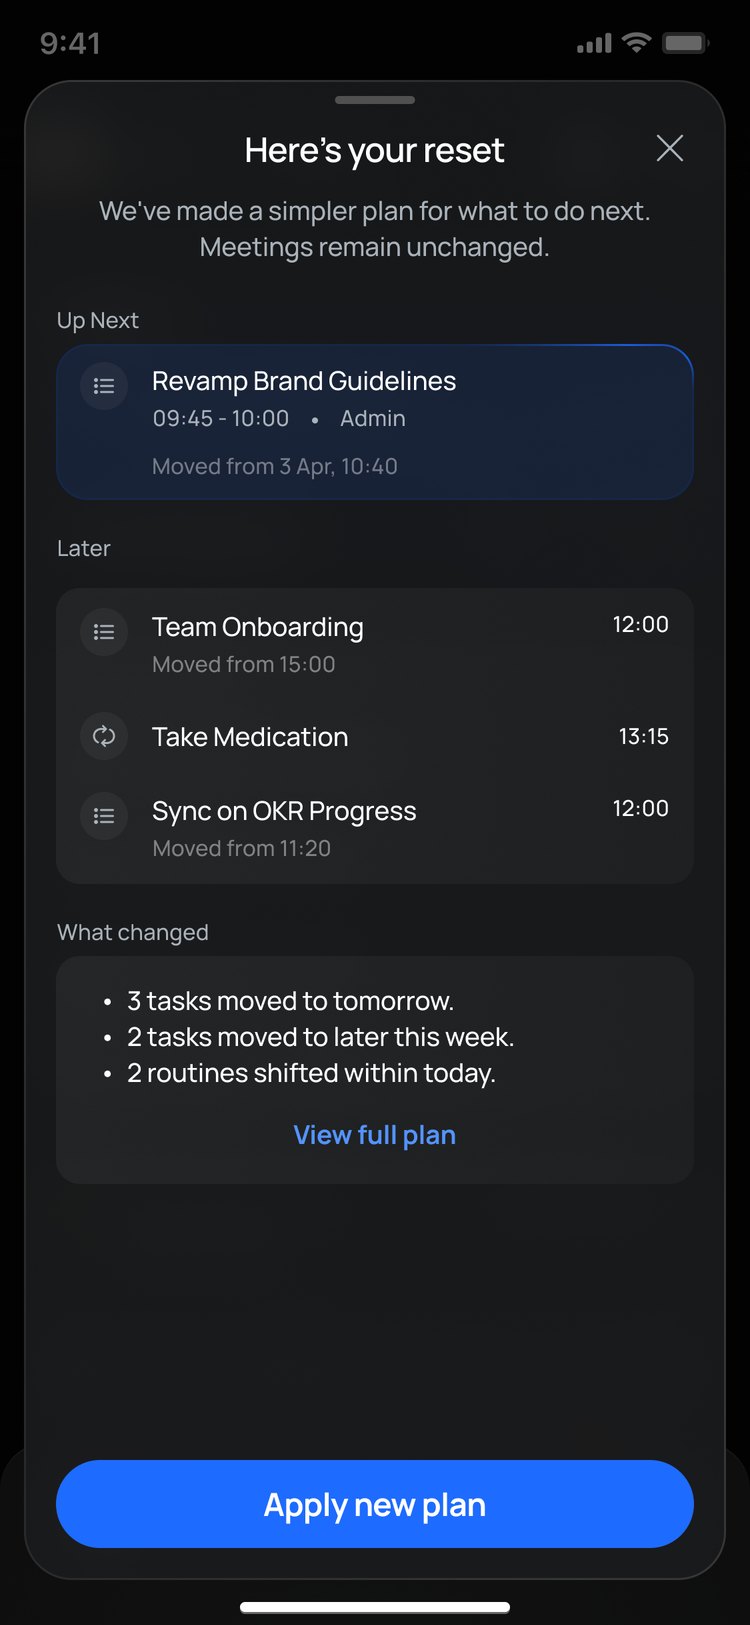 9:41
Here's your reset
We've made a simpler plan for what to do next.
Meetings remain unchanged.
Up Next
Revamp Brand Guidelines
09:45 - 10:00 • Admin
Moved from 3 Apr, 10:40
Later
Team Onboarding 12:00
Moved from 15:00
Take Medication 13:15
Sync on OKR Progress 12:00
Moved from 11:20
What changed
• 3 tasks moved to tomorrow.
• 2 tasks moved to later this week.
• 2 routines shifted within today.
View full plan
Apply new plan